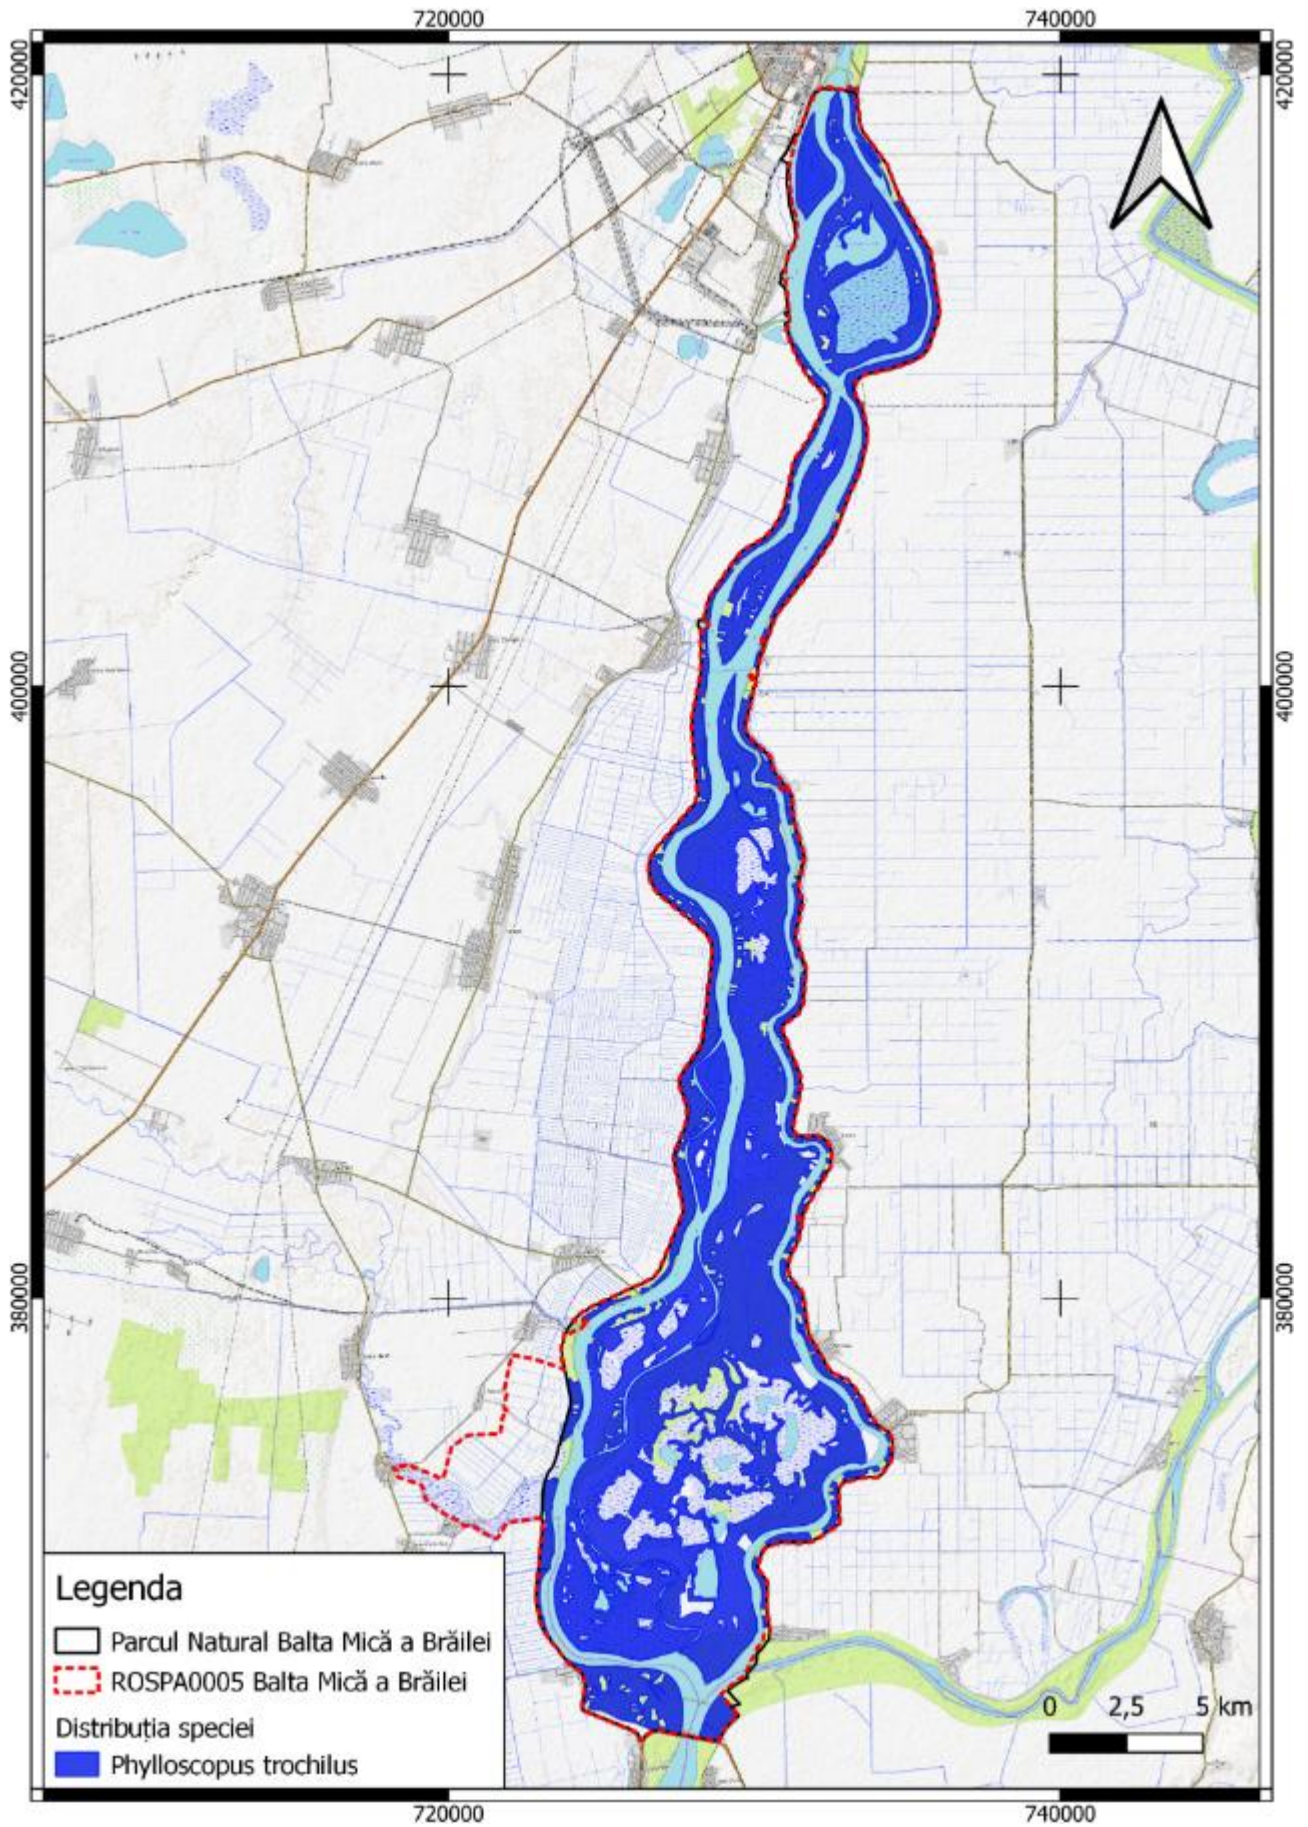 720000
740000
420000
420000
400000
400000
380000
380000
Legenda
Parcul Natural Balta Mică a Brăilei
ROSPA0005 Balta Mică a Brăilei
Distribuția speciei
Phylloscopus trochilus
0 2,5 5 km
720000
740000